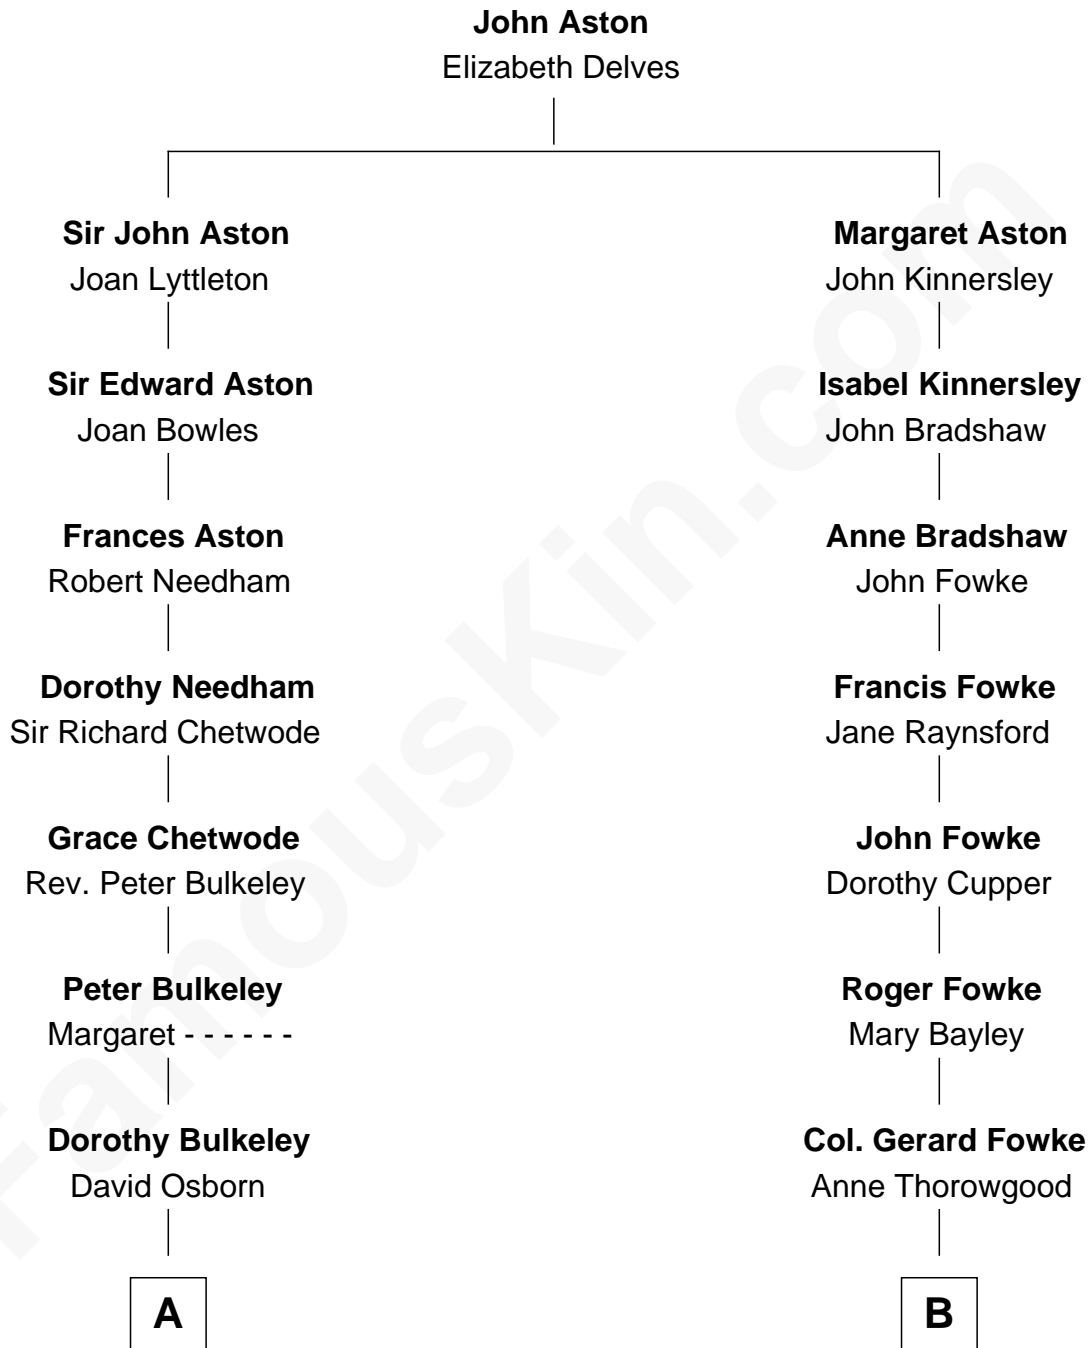 John Aston
Elizabeth Delves
Sir John Aston
Joan Lyttleton
Sir Edward Aston
Joan Bowles
Frances Aston
Robert Needham
Dorothy Needham
Sir Richard Chetwode
Grace Chetwode
Rev. Peter Bulkeley
Peter Bulkeley
Margaret - - - - - -
Dorothy Bulkeley
David Osborn
A
Margaret Aston
John Kinnersley
Isabel Kinnersley
John Bradshaw
Anne Bradshaw
John Fowke
Francis Fowke
Jane Raynsford
John Fowke
Dorothy Cupper
Roger Fowke
Mary Bayley
Col. Gerard Fowke
Anne Thorowgood
B
FamousKin.com